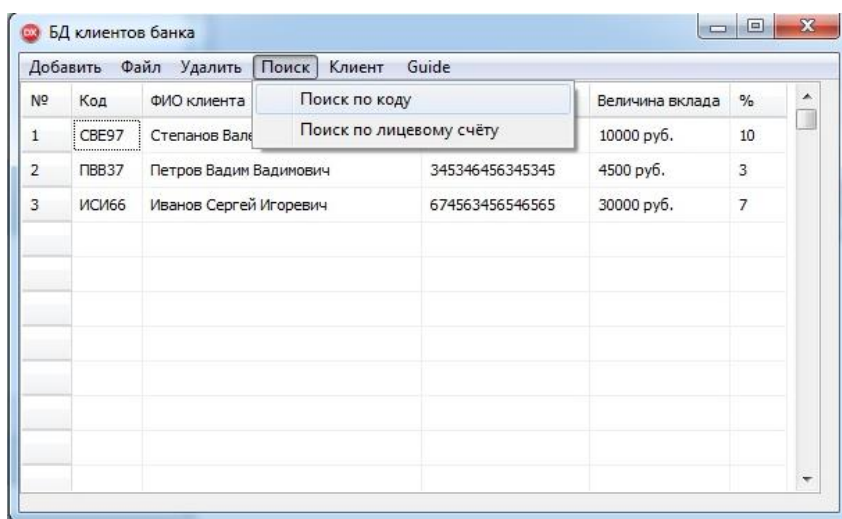 БД клиентов банка
Добавить Файл Удалить Поиск Клиент Guide
Поиск по коду
Поиск по лицевому счёту
№ Код ФИО клиента Величина вклада %
1 СВЕ97 Степанов 10000 руб. 10
2 ПВВ37 Петров Вадим Вадимович 345346456345345 4500 руб. 3
3 ИСИ66 Иванов Сергей Игоревич 674563456546565 30000 руб. 7